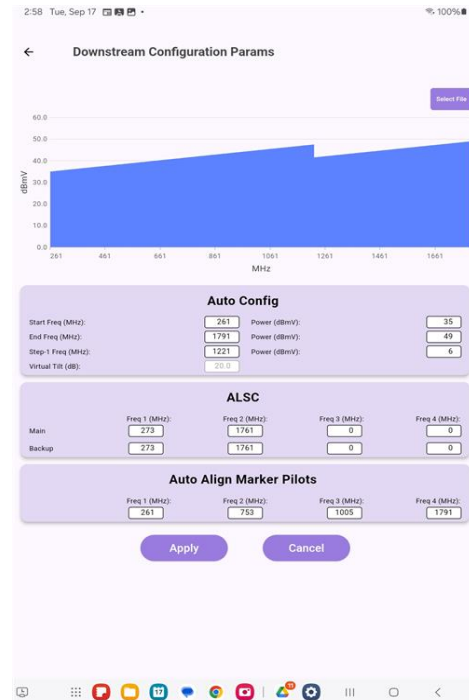 2:58 Tue, Sep 17
100%
Downstream Configuration Params
Select File
60.0
50.0
40.0
30.0
20.0
10.0
0.0
dBmV
261 461 661 861 1061 1261 1461 1661
MHz
Auto Config
Start Freq (MHz): 261 Power (dBmV): 35
End Freq (MHz): 1791 Power (dBmV): 49
Step-1 Freq (MHz): 1221 Power (dBmV): 6
Virtual Tilt (dB): 20.0
ALSC
Freq 1 (MHz): Freq 2 (MHz): Freq 3 (MHz): Freq 4 (MHz):
Main 273 1761 0 0
Backup 273 1761 0 0
Auto Align Marker Pilots
Freq 1 (MHz): Freq 2 (MHz): Freq 3 (MHz): Freq 4 (MHz):
261 753 1005 1791
Apply Cancel
17
11